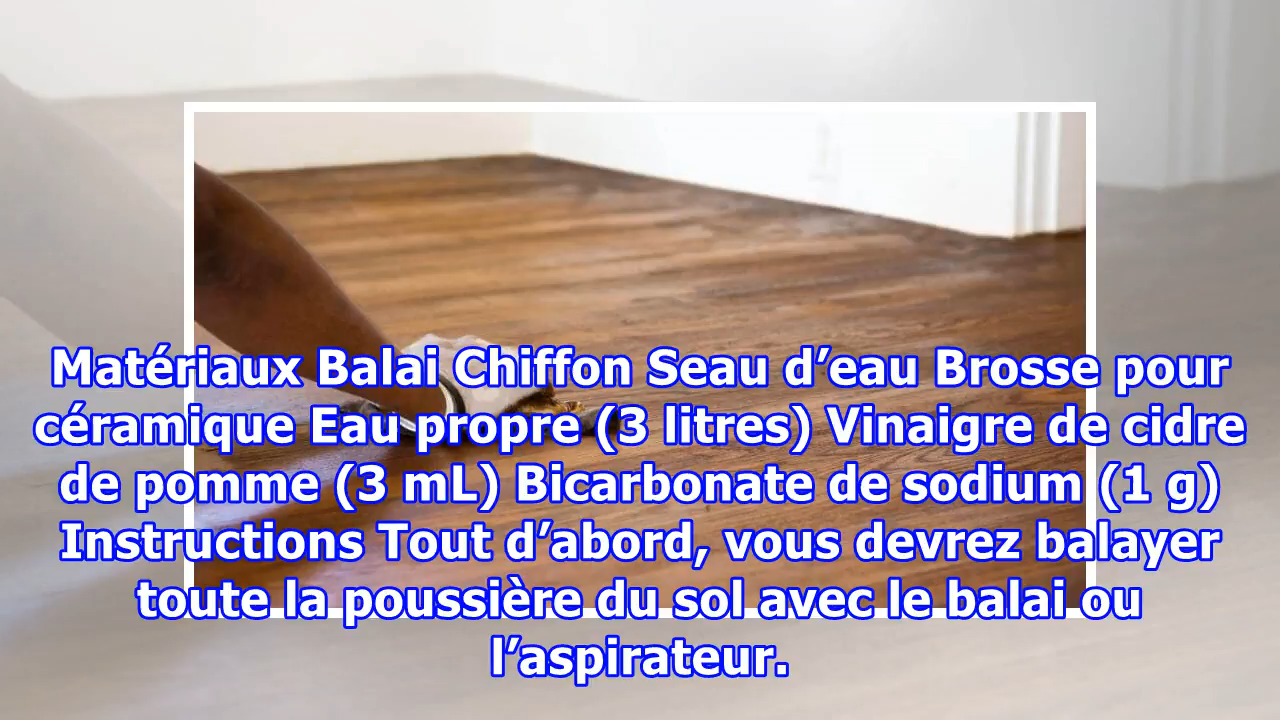 Matériaux Balai Chiffon Seau d’eau Brosse pour
céramique Eau propre (3 litres) Vinaigre de cidre
de pomme (3 mL) Bicarbonate de sodium (1 g)
Instructions Tout d’abord, vous devrez balayer
toute la poussière du sol avec le balai ou
l’aspirateur.